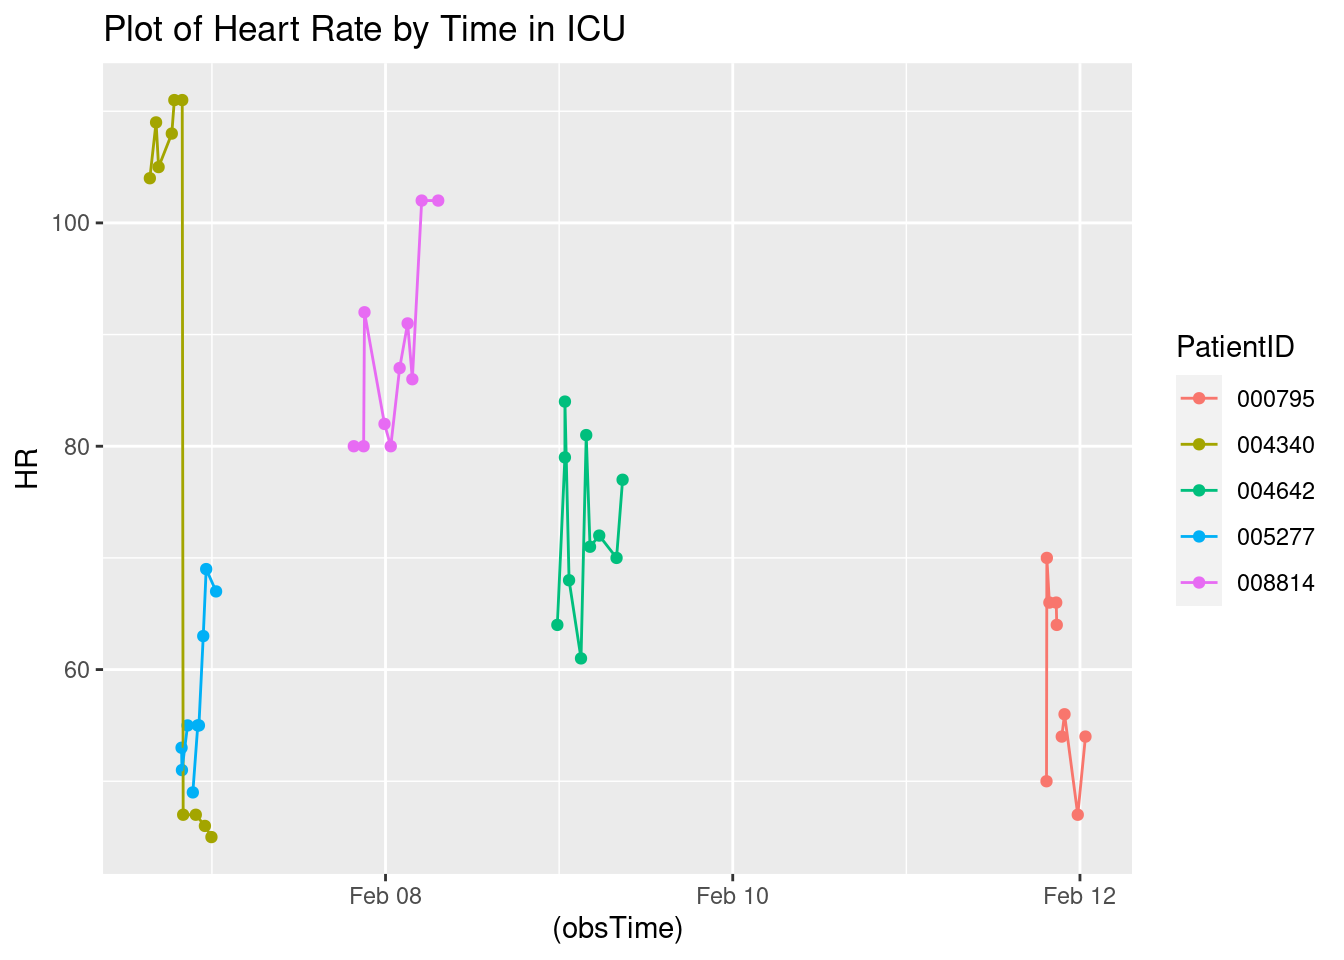 Plot of Heart Rate by Time in ICU
HR
100
80
60
Feb 08
Feb 10
Feb 12
(obsTime)
PatientID
000795
004340
004642
005277
008814